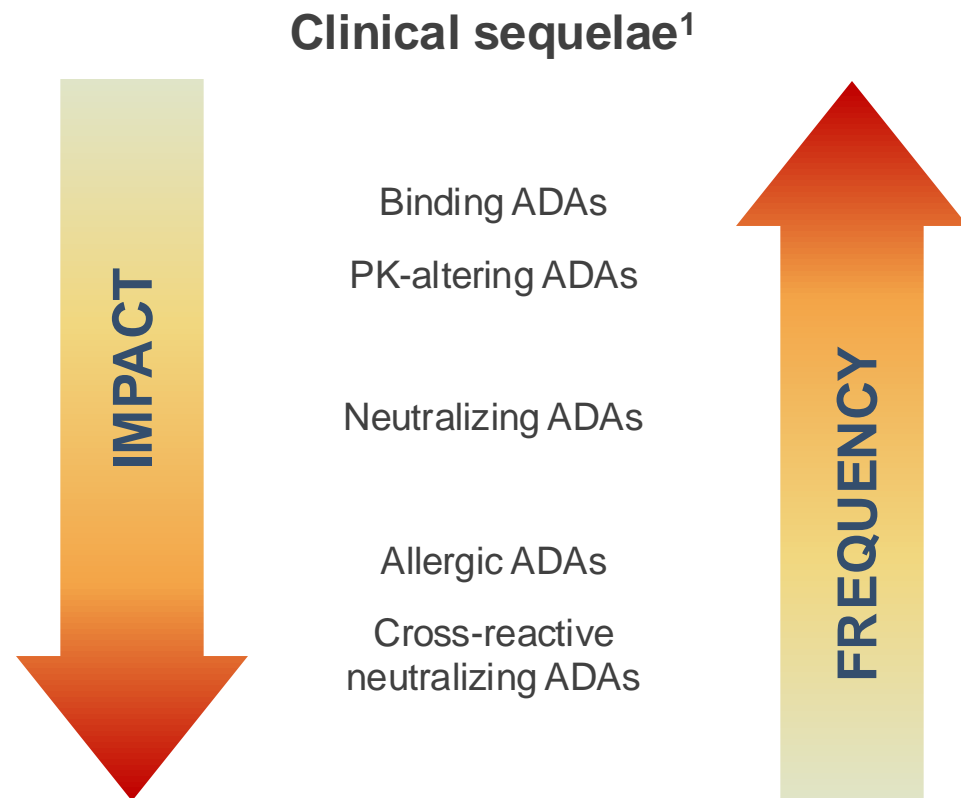 Clinical sequelae¹
IMPACT
Binding ADAs
PK-altering ADAs
Neutralizing ADAs
Allergic ADAs
Cross-reactive
neutralizing ADAs
FREQUENCY